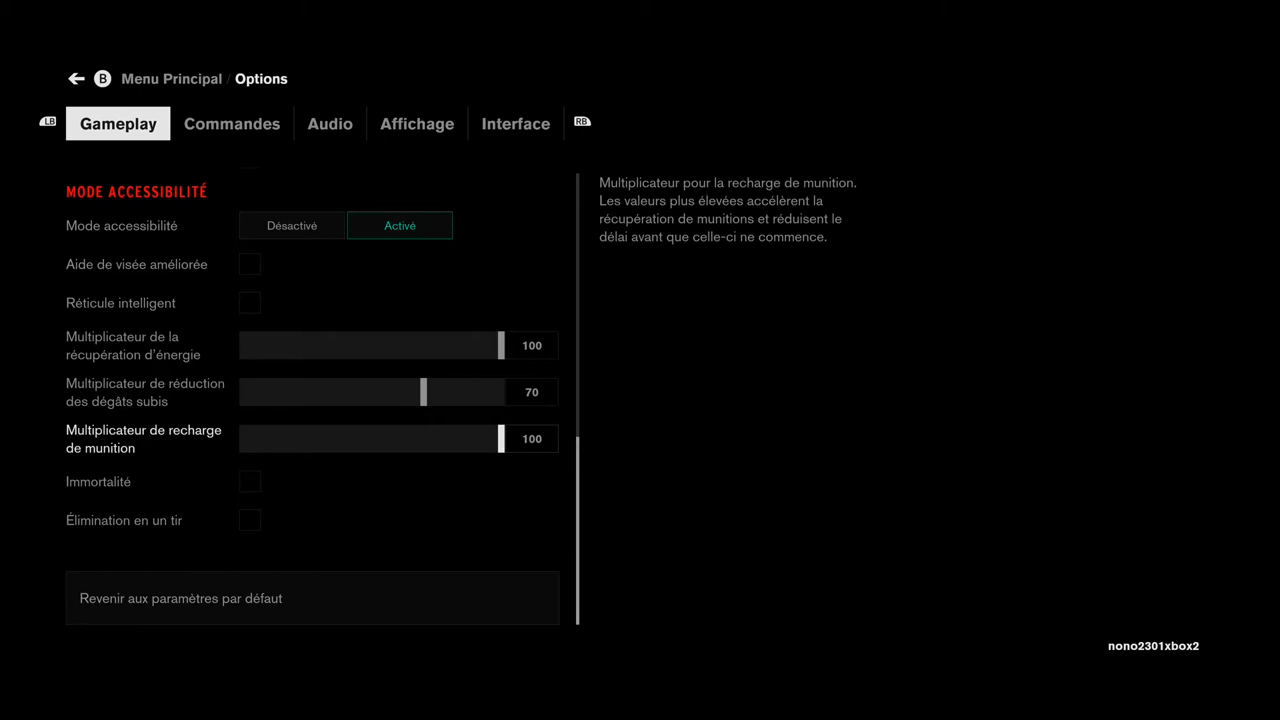 B Menu Principal / Options
LB Gameplay Commandes Audio Affichage Interface RB
MODE ACCESSIBILITÉ
Mode accessibilité Désactivé Activé
Aide de visée améliorée
Réticule intelligent
Multiplicateur de la
récupération d'énergie 100
Multiplicateur de réduction
des dégâts subis 70
Multiplicateur de recharge
de munition 100
Immortalité
Élimination en un tir
Revenir aux paramètres par défaut
Multiplicateur pour la recharge de munition.
Les valeurs plus élevées accélèrent la
récupération de munitions et réduisent le
délai avant que celle-ci ne commence.
nono2301xbox2